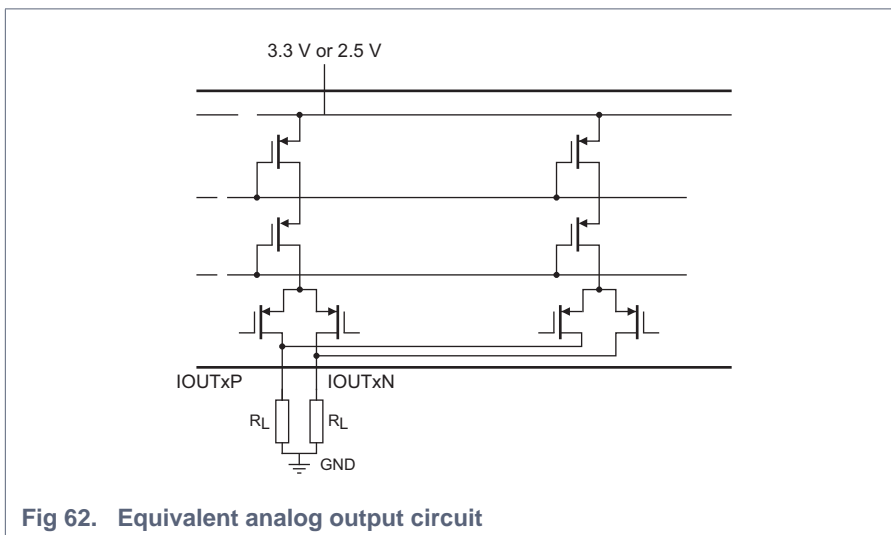 3.3 V or 2.5 V
IOUTxP IOUTxN
RL RL
GND
Fig 62. Equivalent analog output circuit